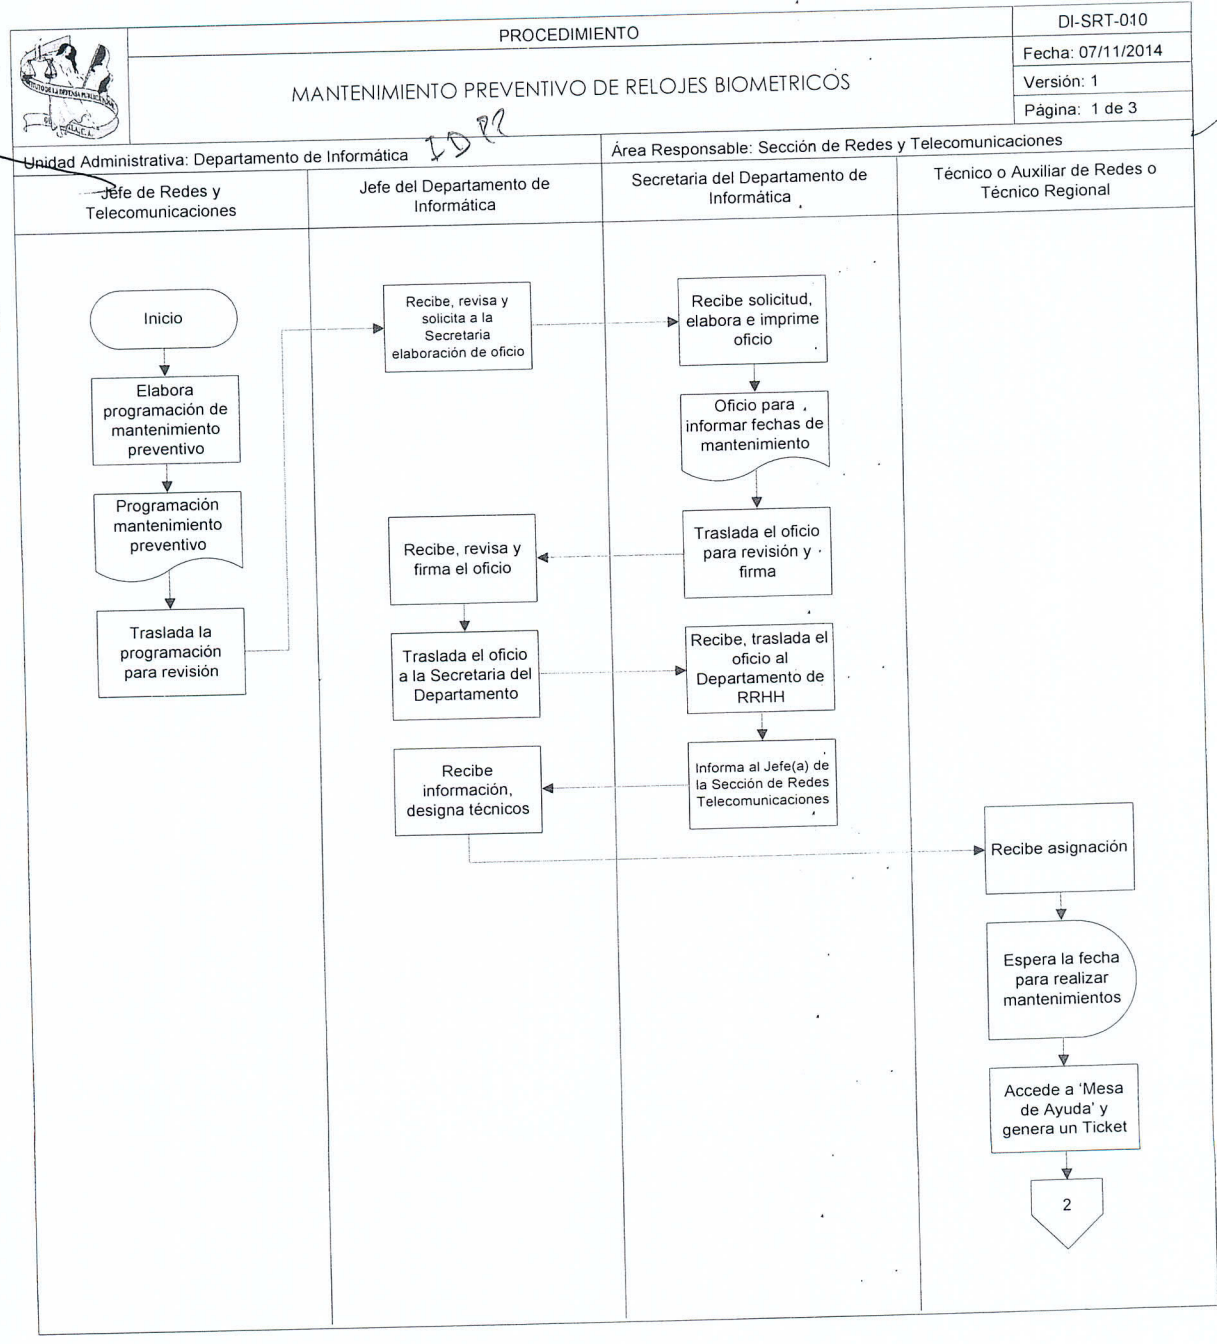 PROCEDIMIENTO
DI-SRT-010
Fecha: 07/11/2014
MANTENIMIENTO PREVENTIVO DE RELOJES BIOMETRICOS
Versión: 1
Página: 1 de 3
Unidad Administrativa: Departamento de Informática
Área Responsable: Sección de Redes y Telecomunicaciones
Jefe de Redes y
Telecomunicaciones
Jefe del Departamento de
Informática
Secretaria del Departamento de
Informática
Técnico o Auxiliar de Redes o
Técnico Regional
Inicio
Elabora
programación de
mantenimiento
preventivo
Programación
mantenimiento
preventivo
Traslada la
programación
para revisión
Recibe, revisa y
solicita a la
Secretaria
elaboración de oficio
Recibe solicitud,
elabora e imprime
oficio
Oficio para
informar fechas de
mantenimiento
Traslada el oficio
para revisión y
firma
Recibe, revisa y
firma el oficio
Traslada el oficio
a la Secretaria del
Departamento
Recibe, traslada el
oficio al
Departamento de
RRHH
Informa al Jefe(a) de
la Sección de Redes
Telecomunicaciones
Recibe
información,
designa técnicos
Recibe asignación
Espera la fecha
para realizar
mantenimientos
Accede a ‘Mesa
de Ayuda’ y
genera un Ticket
2